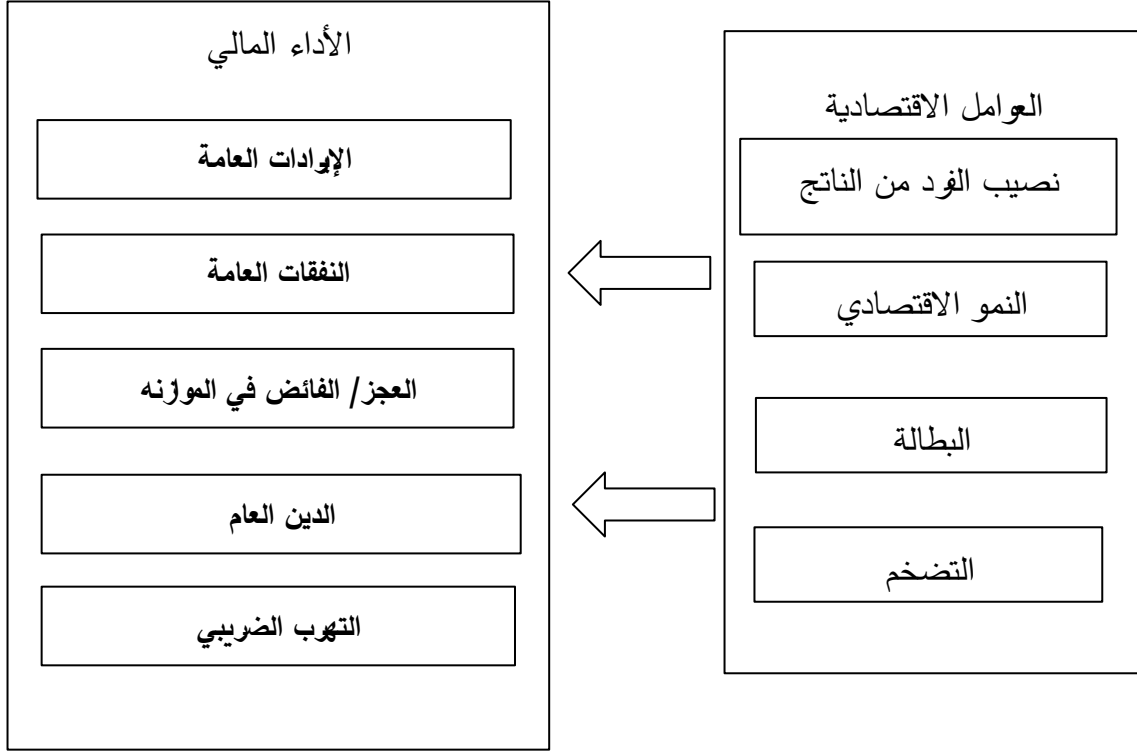 العوامل الاقتصادية
نصيب الفرد من الناتج
النمو الاقتصادي
البطالة
التضخم
الأداء المالي
الإيرادات العامة
النفقات العامة
العجز/ الفائض في الموازنه
الدين العام
التهرب الضريبي